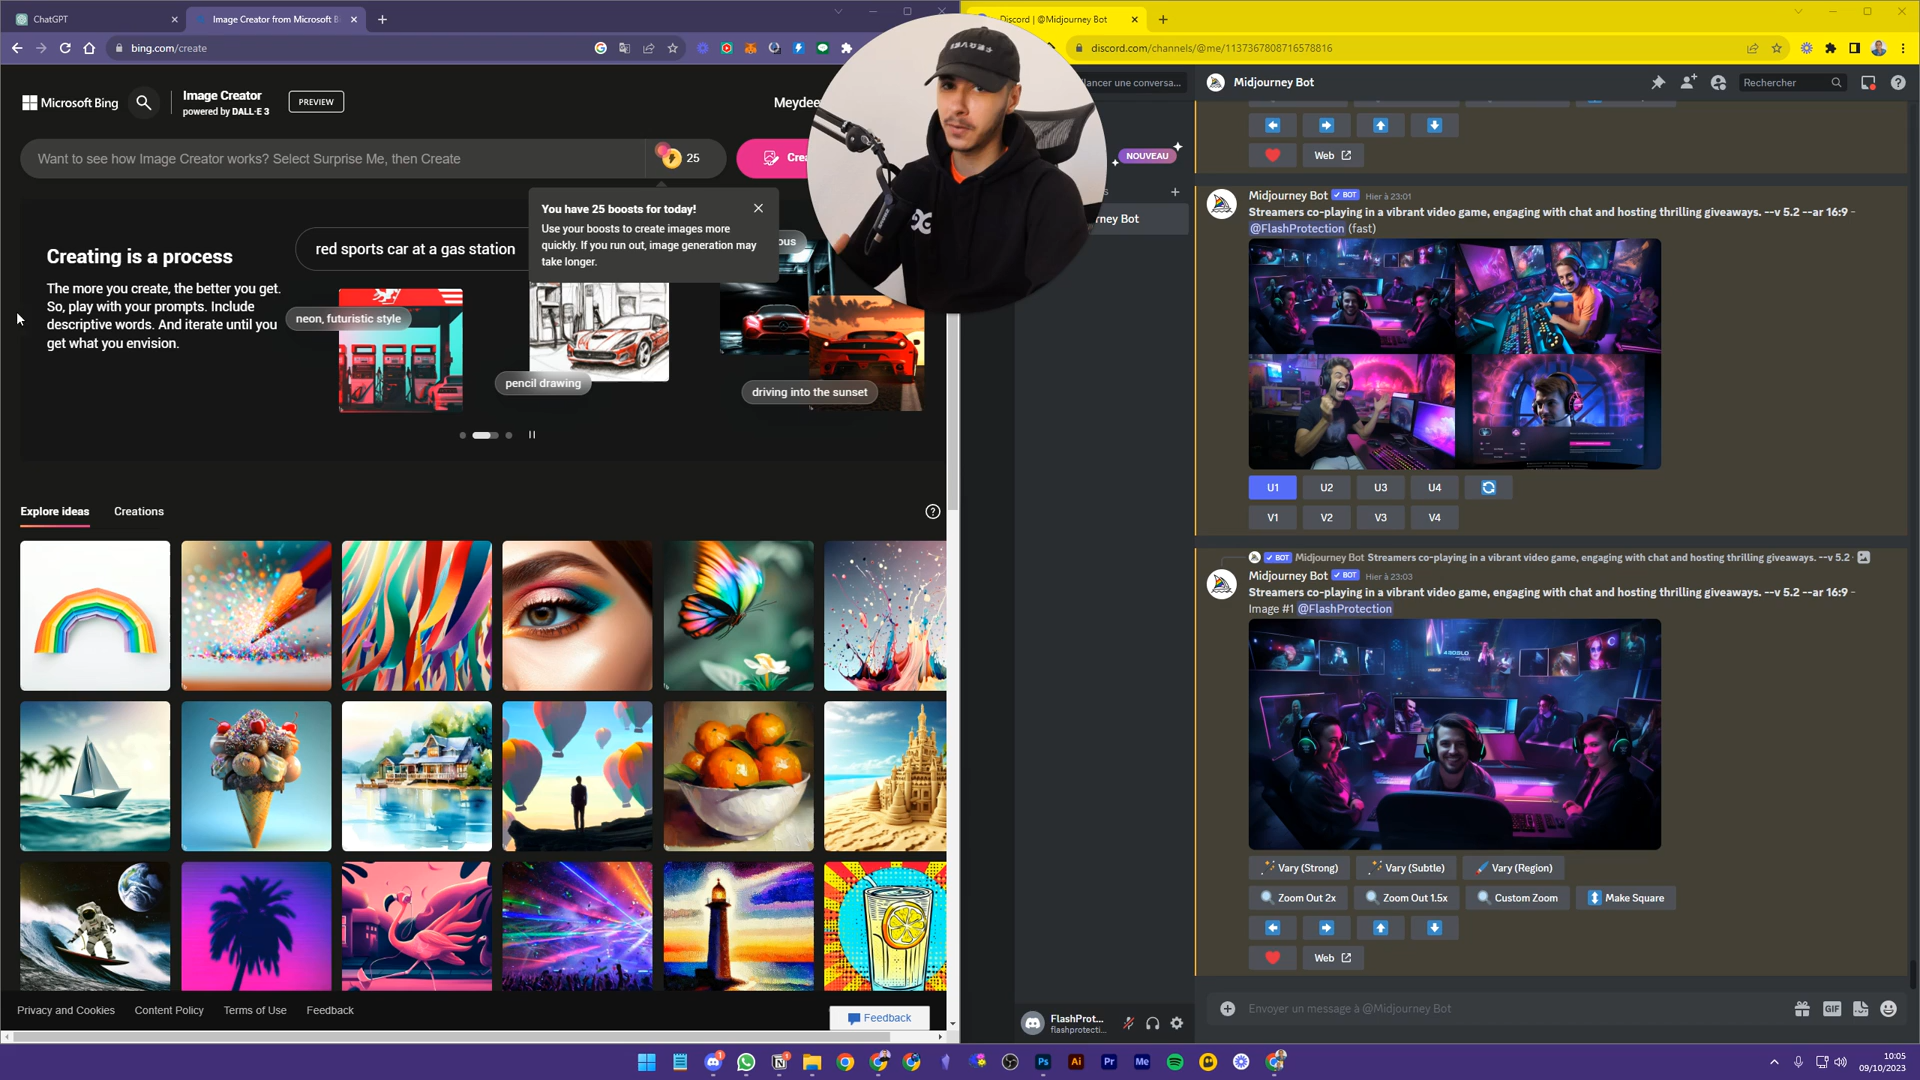 ChatGPT
Image Creator from Microsoft B
bing.com/create
Microsoft Bing
Image Creator
powered by DALL·E 3
PREVIEW
Want to see how Image Creator works? Select Surprise Me, then Create
25
You have 25 boosts for today!
Use your boosts to create images more
quickly. If you run out, image generation may
take longer.
Creating is a process
The more you create, the better you get.
So, play with your prompts. Include
descriptive words. And iterate until you
get what you envision.
red sports car at a gas station
neon, futuristic style
pencil drawing
driving into the sunset
Explore ideas
Creations
Privacy and Cookies
Content Policy
Terms of Use
Feedback
Feedback
Discord | @Midjourney Bot
discord.com/channels/@me/1137367808716578816
lancer une conversa...
NOUVEAU
ney Bot
FlashProt...
flashprotecti...
Midjourney Bot
Rechercher
Web
Midjourney Bot BOT Hier à 23:01
Streamers co-playing in a vibrant video game, engaging with chat and hosting thrilling giveaways. --v 5.2 --ar 16:9 -
@FlashProtection (fast)
U1 U2 U3 U4
V1 V2 V3 V4
BOT Midjourney Bot Streamers co-playing in a vibrant video game, engaging with chat and hosting thrilling giveaways. --v 5.2
Midjourney Bot BOT Hier à 23:03
Streamers co-playing in a vibrant video game, engaging with chat and hosting thrilling giveaways. --v 5.2 --ar 16:9 -
Image #1 @FlashProtection
Vary (Strong) Vary (Subtle) Vary (Region)
Zoom Out 2x Zoom Out 1.5x Custom Zoom Make Square
Web
Envoyer un message à @Midjourney Bot
GIF
Ps Ai Pr Me
10:05
09/10/2023